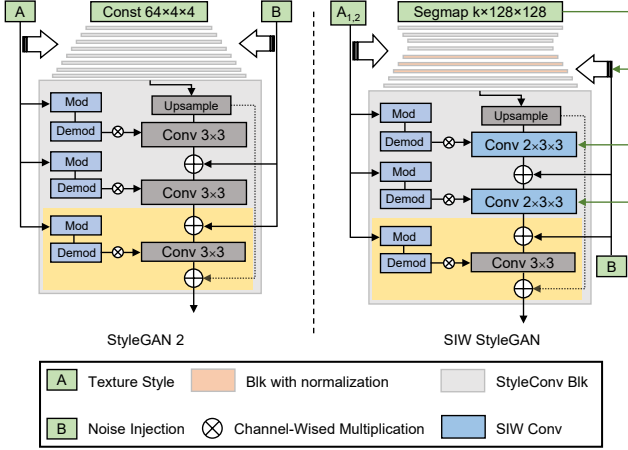 A
Const 64×4×4
B
Mod
Demod
Upsample
Conv 3×3
Mod
Demod
Conv 3×3
Mod
Demod
Conv 3×3
StyleGAN 2
A1,2
Segmap k×128×128
Mod
Demod
Upsample
Conv 2×3×3
Mod
Demod
Conv 2×3×3
Mod
Demod
Conv 3×3
B
SIW StyleGAN
A Texture Style
Blk with normalization
StyleConv Blk
B Noise Injection
Channel-Wised Multiplication
SIW Conv